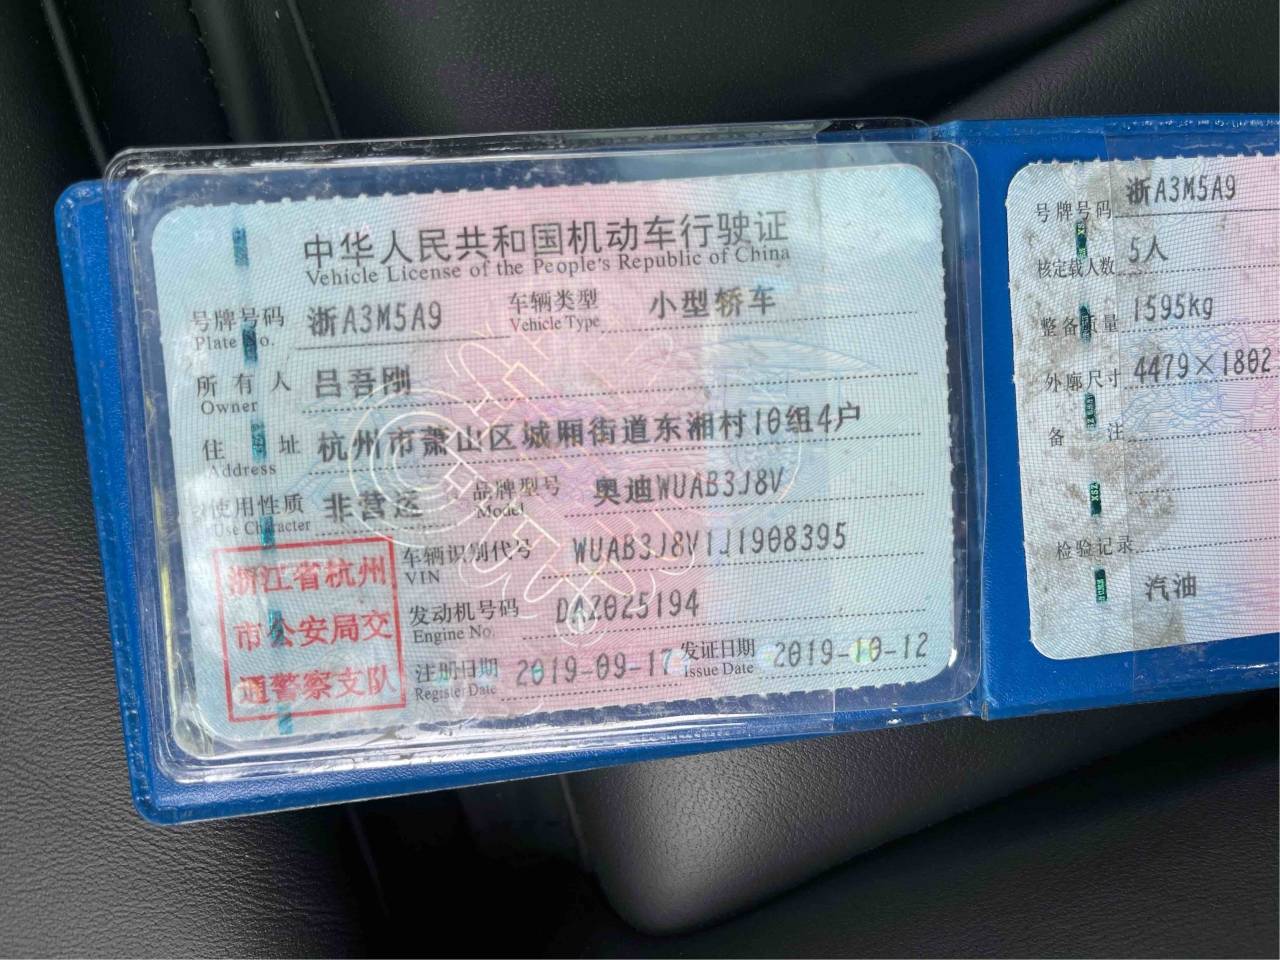 中华人民共和国机动车行驶证
Vehicle License of the People's Republic of China
号牌号码 浙A3M5A9 车辆类型 小型轿车
Plate No. Vehicle Type
所有人 吕吾刚
Owner
住址 杭州市萧山区城厢街道东湘村10组4户
Address
使用性质 非营运 品牌型号 奥迪WUAB3J8V
Use Character Model
浙江省杭州
市公安局交
通警察支队
车辆识别代号 WUAB3J8V1J1908395
VIN
发动机号码 DAZ025194
Engine No.
注册日期 2019-09-17 发证日期 2019-10-12
Register Date Issue Date
号牌号码 浙A3M5A9
核定载人数 5人
整备质量 1595kg
外廓尺寸 4479×1802
备注
检验记录
汽油